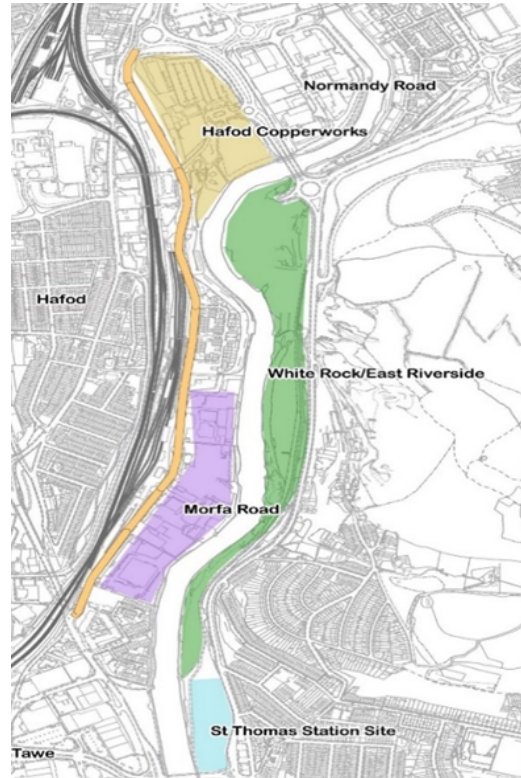 Normandy Road
Hafod Copperworks
Hafod
White Rock/East Riverside
Morfa Road
St Thomas Station Site
Tawe